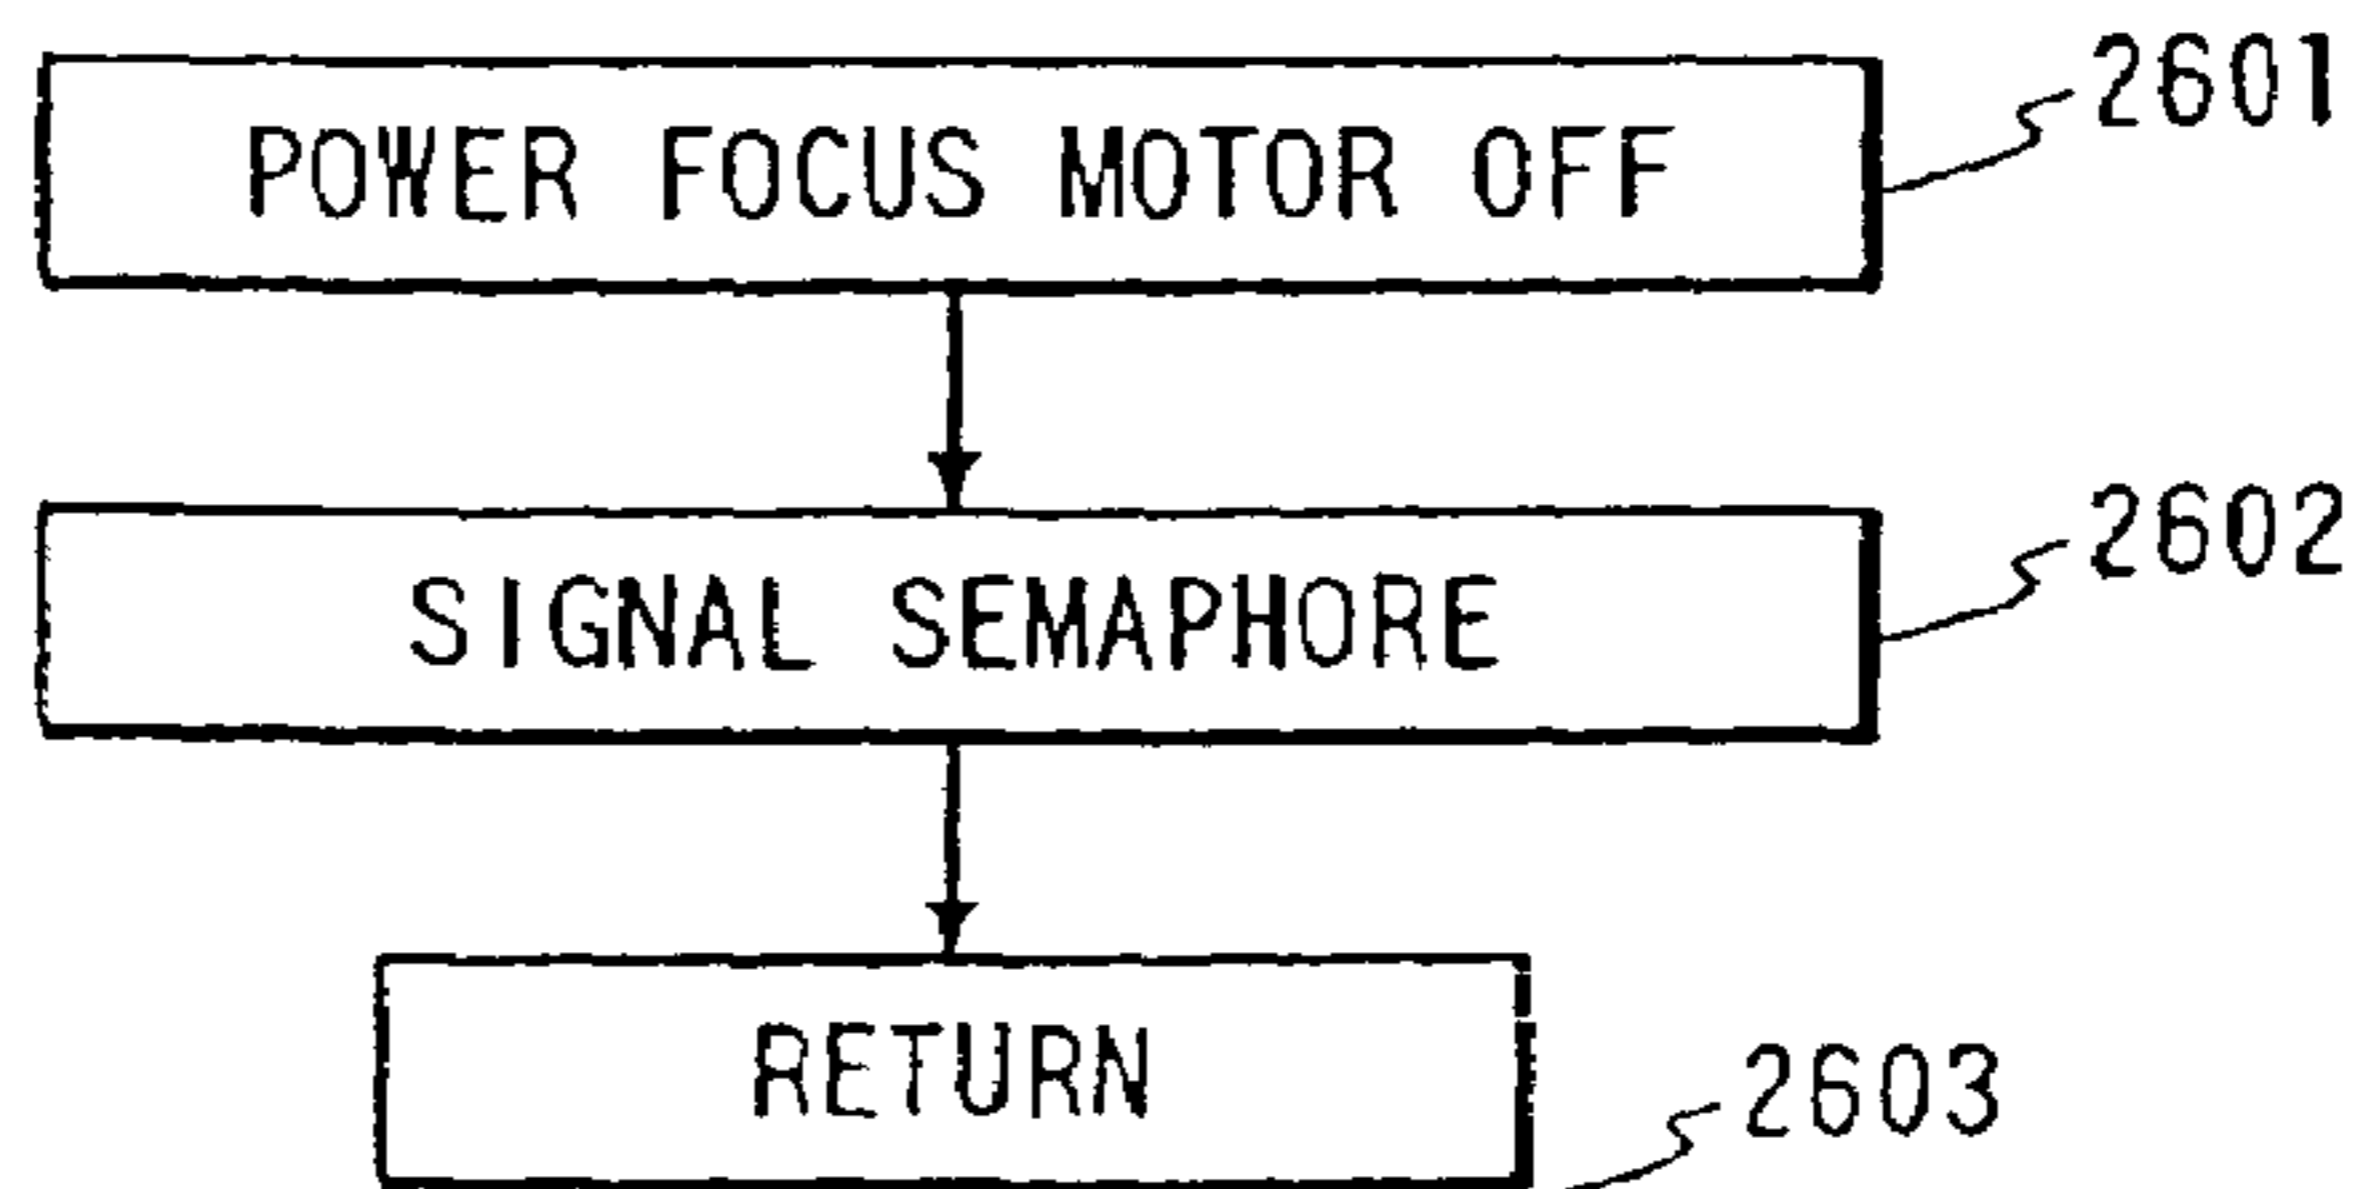 POWER FOCUS MOTOR OFF
2601
SIGNAL SEMAPHORE
2602
RETURN
2603